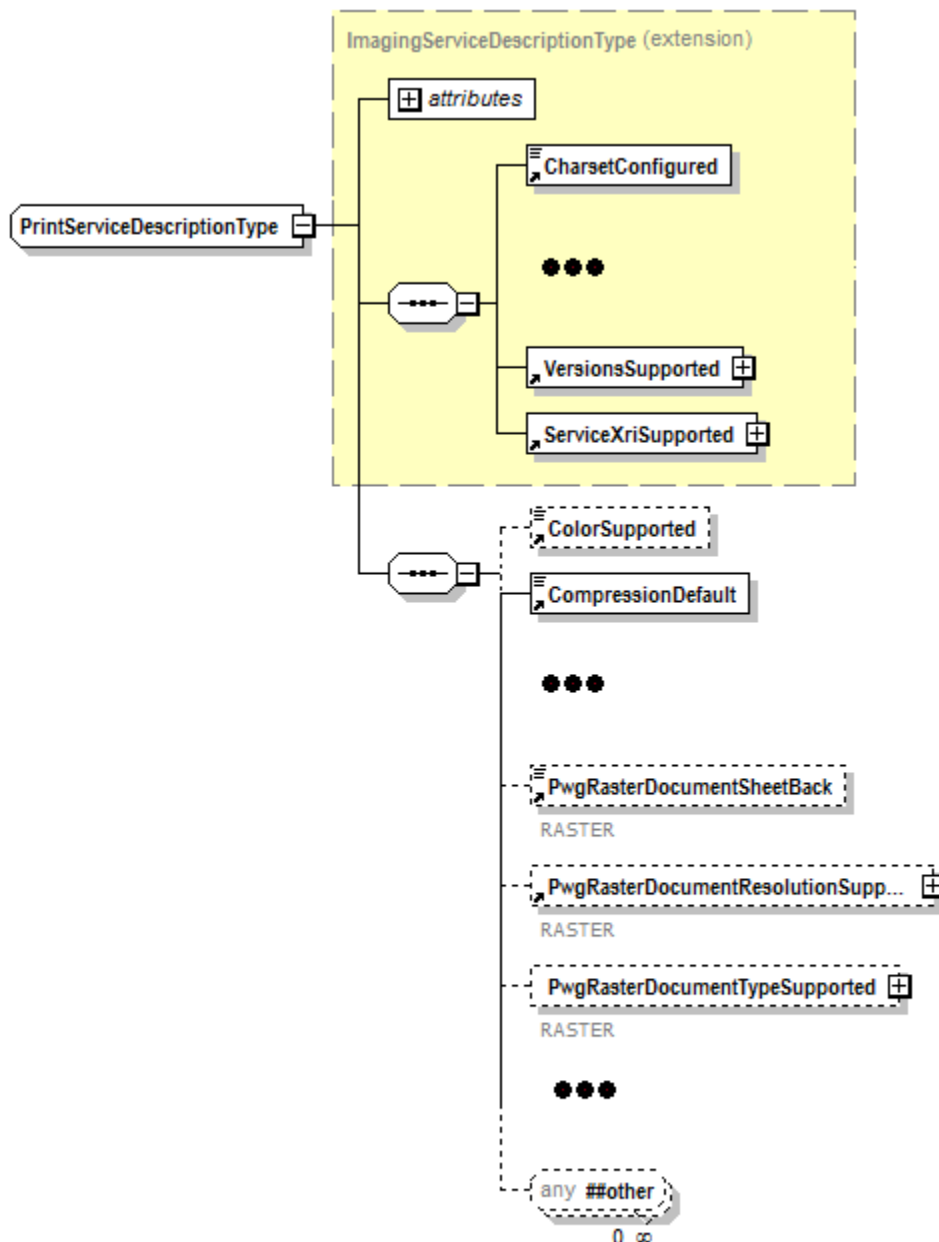 ImagingServiceDescriptionType (extension)
attributes
CharsetConfigured
PrintServiceDescriptionType
VersionsSupported
ServiceXriSupported
ColorSupported
CompressionDefault
PwgRasterDocumentSheetBack
RASTER
PwgRasterDocumentResolutionSupp...
RASTER
PwgRasterDocumentTypeSupported
RASTER
any ##other
0 ∞